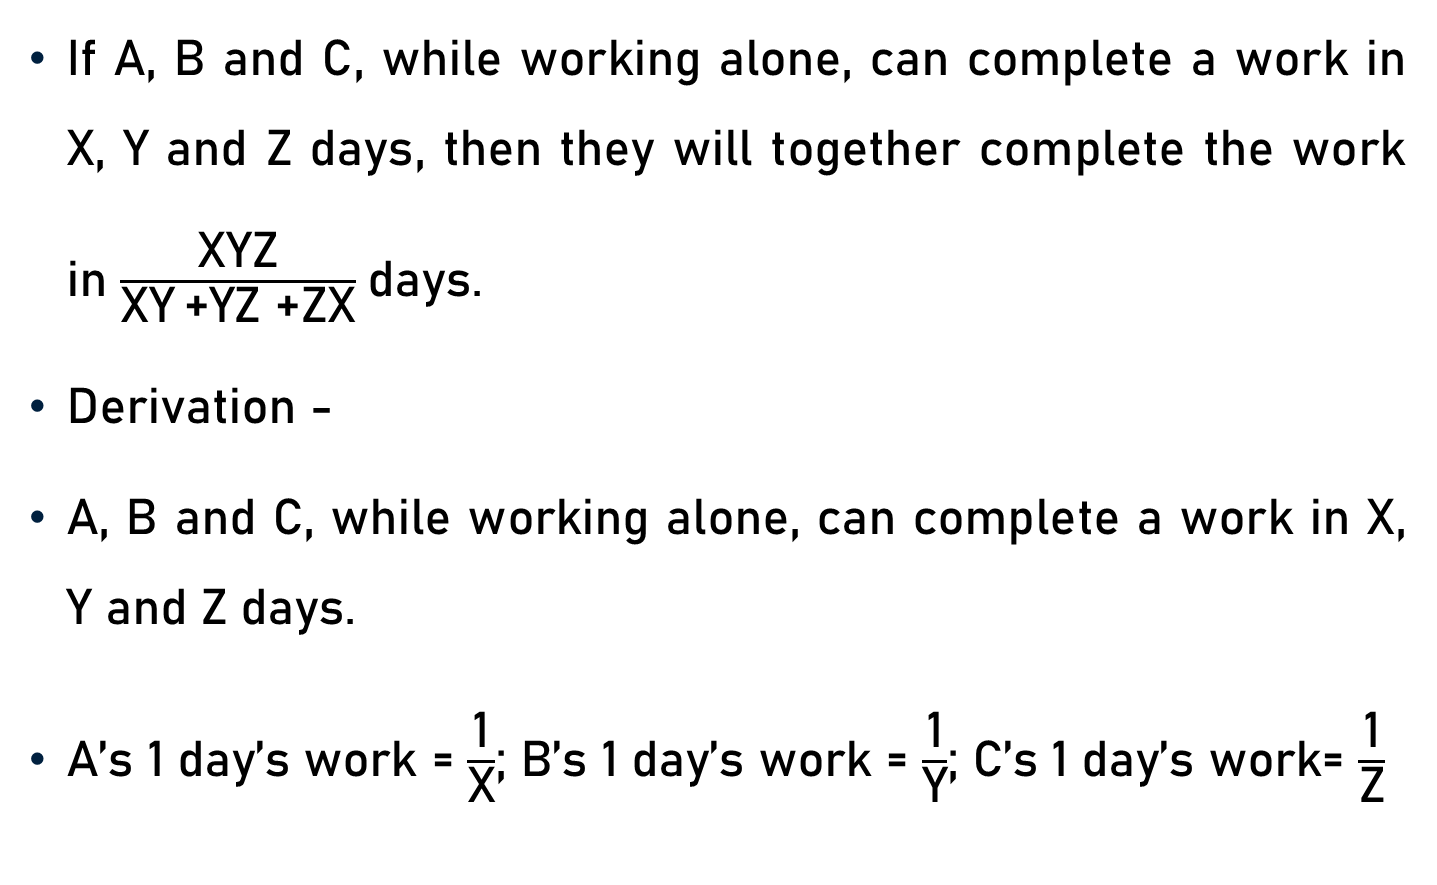 • If A, B and C, while working alone, can complete a work in
X, Y and Z days, then they will together complete the work
in XYZ/XY +YZ +ZX days.
• Derivation -
• A, B and C, while working alone, can complete a work in X,
Y and Z days.
• A’s 1 day’s work = 1/X; B’s 1 day’s work = 1/Y; C’s 1 day’s work= 1/Z